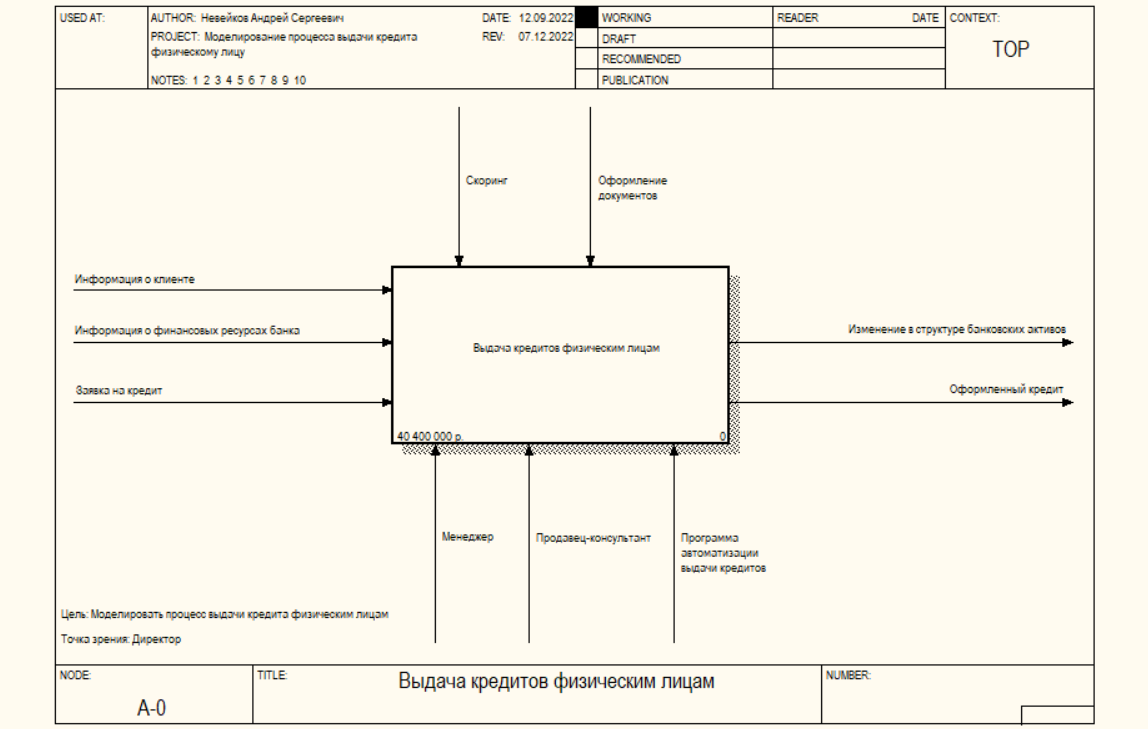 USED AT:
AUTHOR: Невейков Андрей Сергеевич
DATE: 12.09.2022
PROJECT: Моделирование процесса выдачи кредита
физическому лицу
REV: 07.12.2022
NOTES: 1 2 3 4 5 6 7 8 9 10
WORKING
DRAFT
RECOMMENDED
PUBLICATION
READER
DATE
CONTEXT:
TOP
Скоринг
Оформление
документов
Информация о клиенте
Информация о финансовых ресурсах банка
Заявка на кредит
Выдача кредитов физическим лицам
40 400 000 р.
0
Изменение в структуре банковских активов
Оформленный кредит
Менеджер
Продавец-консультант
Программа
автоматизации
выдачи кредитов
Цель: Моделировать процесс выдачи кредита физическим лицам
Точка зрения: Директор
NODE:
A-0
TITLE:
Выдача кредитов физическим лицам
NUMBER: